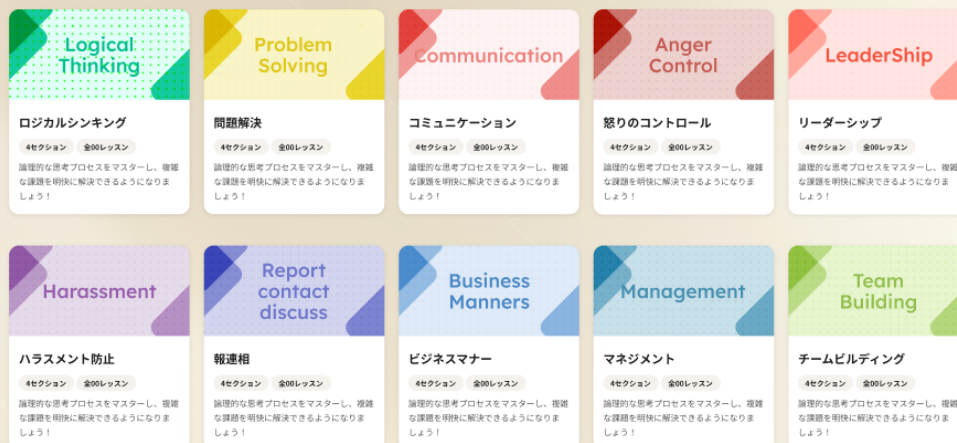 Logical
Thinking
ロジカルシンキング
4セクション 全00レッスン
論理的な思考プロセスをマスターし、複雑
な課題を明快に解決できるようになりま
しょう！
Problem
Solving
問題解決
4セクション 全00レッスン
論理的な思考プロセスをマスターし、複雑
な課題を明快に解決できるようになりま
しょう！
Communication
コミュニケーション
4セクション 全00レッスン
論理的な思考プロセスをマスターし、複雑
な課題を明快に解決できるようになりま
しょう！
Anger
Control
怒りのコントロール
4セクション 全00レッスン
論理的な思考プロセスをマスターし、複雑
な課題を明快に解決できるようになりま
しょう！
LeaderShip
リーダーシップ
4セクション 全00レッスン
論理的な思考プロセスをマスターし、複雑
な課題を明快に解決できるようになりま
しょう！
Harassment
ハラスメント防止
4セクション 全00レッスン
論理的な思考プロセスをマスターし、複雑
な課題を明快に解決できるようになりま
しょう！
Report
contact
discuss
報連相
4セクション 全00レッスン
論理的な思考プロセスをマスターし、複雑
な課題を明快に解決できるようになりま
しょう！
Business
Manners
ビジネスマナー
4セクション 全00レッスン
論理的な思考プロセスをマスターし、複雑
な課題を明快に解決できるようになりま
しょう！
Management
マネジメント
4セクション 全00レッスン
論理的な思考プロセスをマスターし、複雑
な課題を明快に解決できるようになりま
しょう！
Team
Building
チームビルディング
4セクション 全00レッスン
論理的な思考プロセスをマスターし、複雑
な課題を明快に解決できるようになりま
しょう！